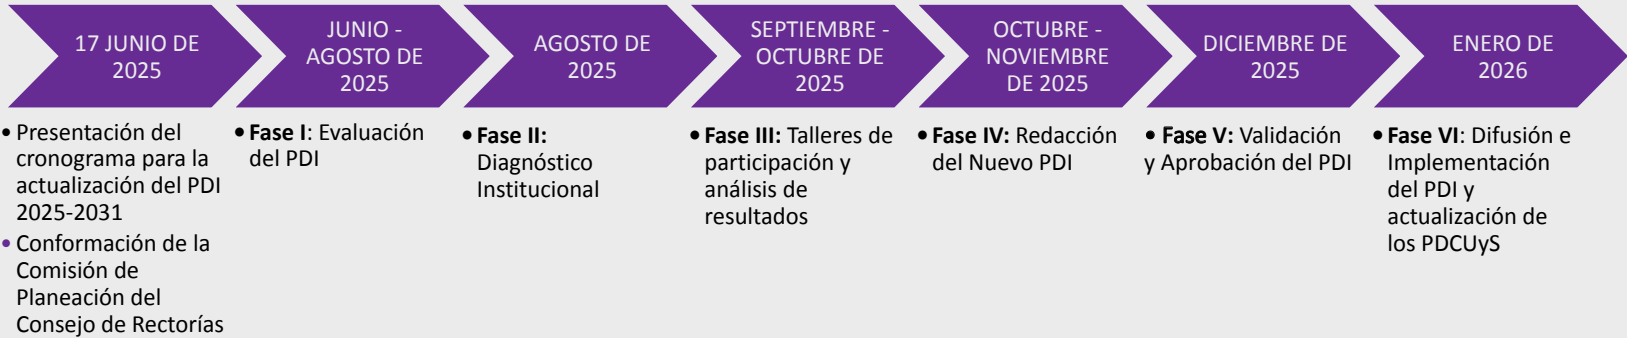 17 JUNIO DE
2025
JUNIO -
AGOSTO DE
2025
AGOSTO DE
2025
SEPTIEMBRE -
OCTUBRE DE
2025
OCTUBRE -
NOVIEMBRE
DE 2025
DICIEMBRE DE
2025
ENERO DE
2026
• Presentación del
cronograma para la
actualización del PDI
2025-2031
• Conformación de la
Comisión de
Planeación del
Consejo de Rectorías
• Fase I: Evaluación
del PDI
• Fase II:
Diagnóstico
Institucional
• Fase III: Talleres de
participación y
análisis de
resultados
• Fase IV: Redacción
del Nuevo PDI
• Fase V: Validación
y Aprobación del PDI
• Fase VI: Difusión e
Implementación
del PDI y
actualización de
los PDCUyS